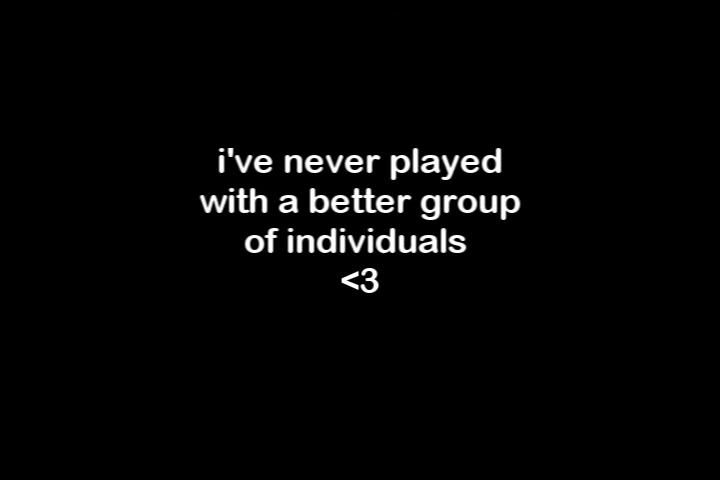 i've never played
with a better group
of individuals
<3